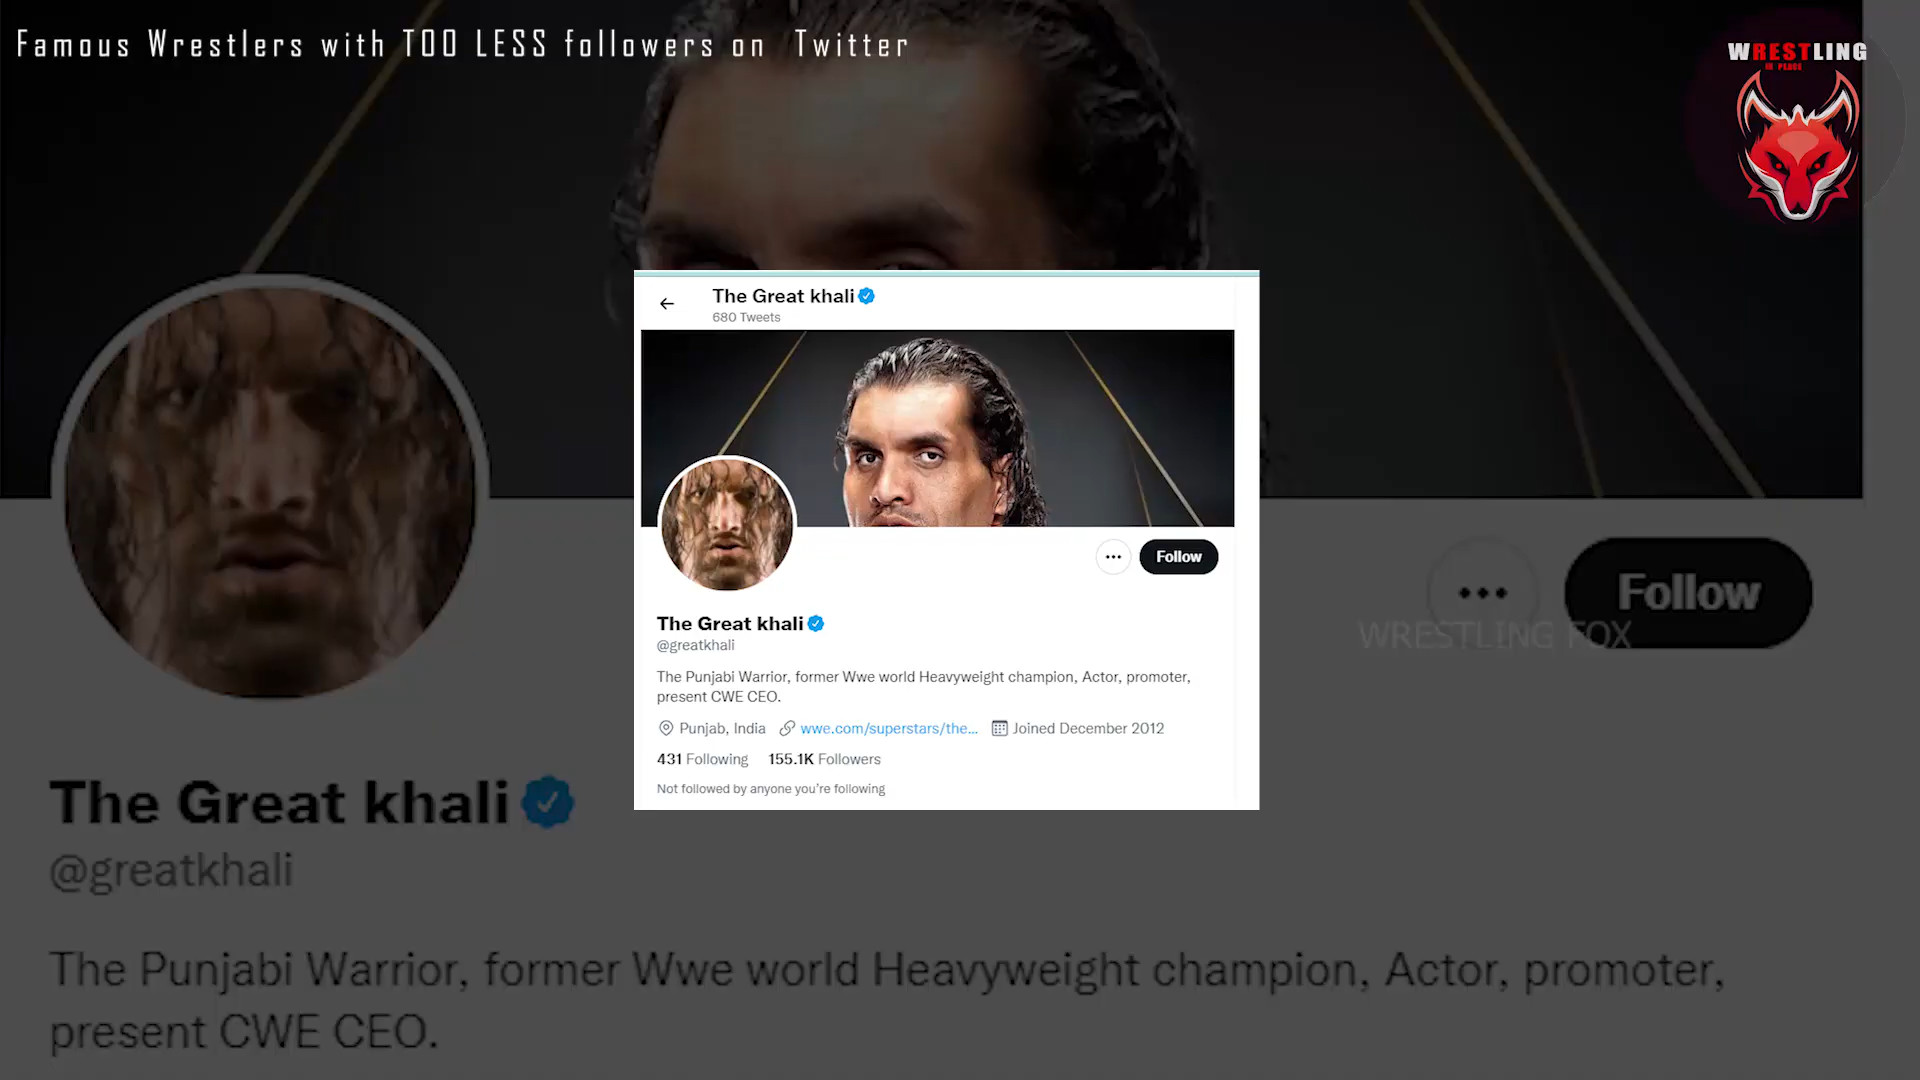 Famous Wrestlers with TOO LESS followers on Twitter
WRESTLING
IN PEACE
The Great khali
680 Tweets
Follow
The Great khali
@greatkhali
The Punjabi Warrior, former Wwe world Heavyweight champion, Actor, promoter,
present CWE CEO.
Punjab, India wwe.com/superstars/the... Joined December 2012
431 Following 155.1K Followers
Not followed by anyone you're following
Follow
WRESTLING FOX
The Great khali
@greatkhali
The Punjabi Warrior, former Wwe world Heavyweight champion, Actor, promoter,
present CWE CEO.